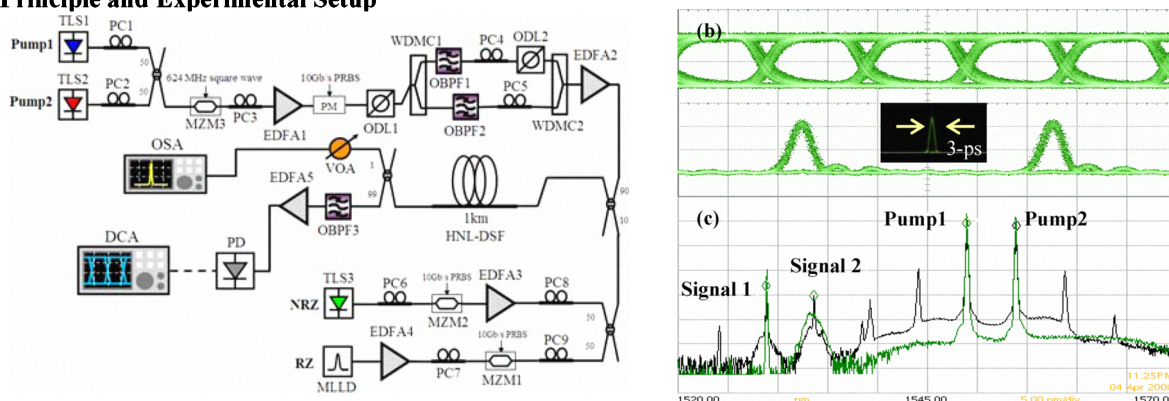 Principle and Experimental Setup
TLS1
PC1
Pump1
TLS2
PC2
Pump2
50
50
624 MHz square wave
MZM3
PC3
EDFA1
10Gb/s PRBS
PM
ODL1
WDMC1
OBPF1
PC4
ODL2
EDFA2
OBPF2
PC5
WDMC2
OSA
VOA
1
99
EDFA5
OBPF3
1km
HNL-DSF
90
10
DCA
PD
TLS3
NRZ
PC6
10Gb/s PRBS
MZM2
EDFA3
PC8
50
50
RZ
MLLD
EDFA4
PC7
10Gb/s PRBS
MZM1
PC9
(b)
3-ps
(c)
Pump1
Pump2
Signal 1
Signal 2
11:25PM
04 Apr 2008
1520.00
nm
1545.00
5.00 nm/div
1570.0